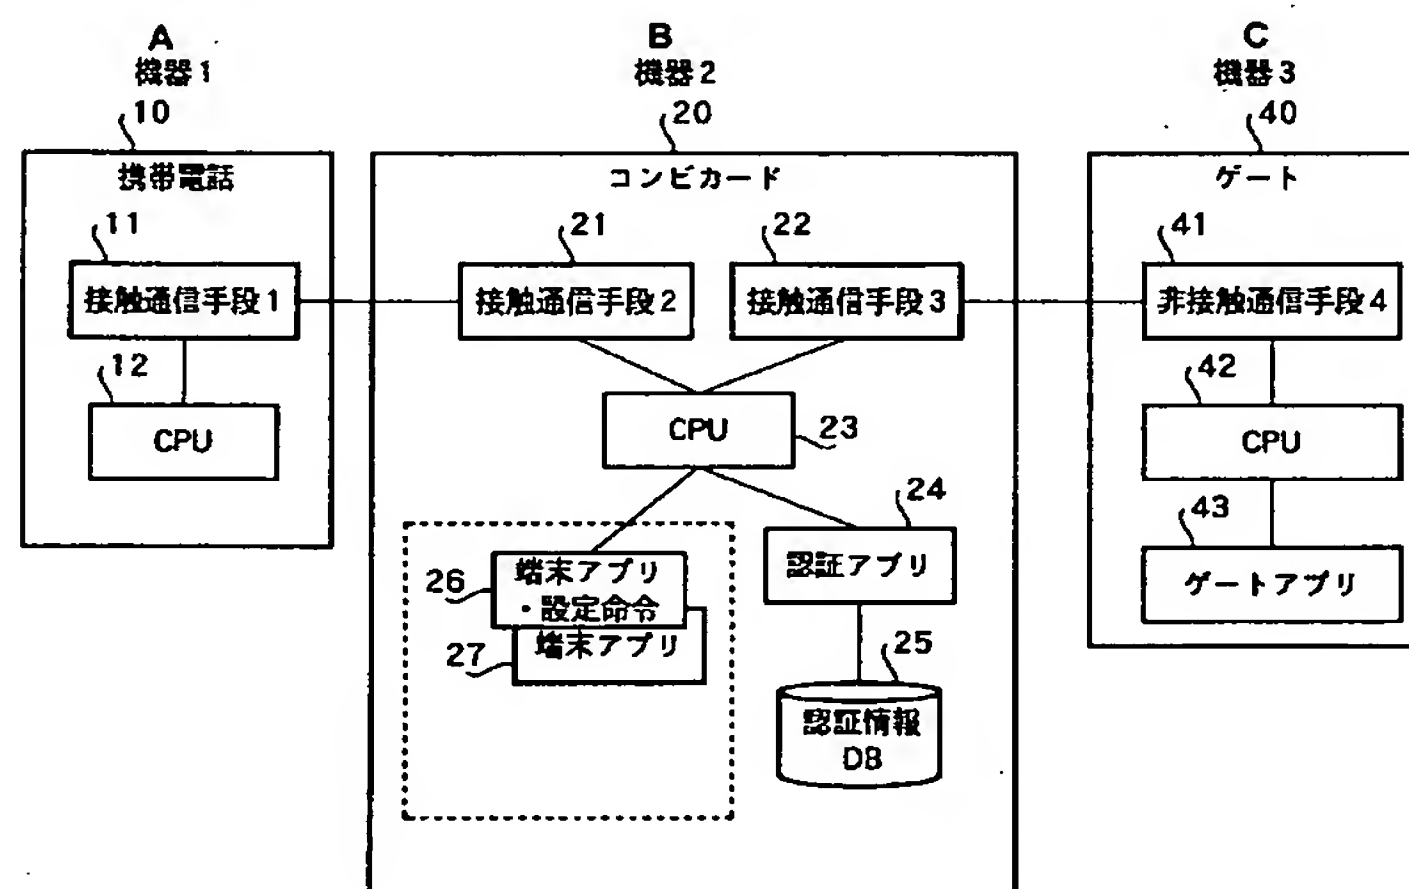 A
機器1
10
携帯電話
11
接触通信手段1
12
CPU
B
機器2
20
コンビカード
21
接触通信手段2
22
接触通信手段3
CPU
23
24
認証アプリ
26
端末アプリ
・設定命令
27
端末アプリ
25
認証情報
DB
C
機器3
40
ゲート
41
非接触通信手段4
42
CPU
43
ゲートアプリ